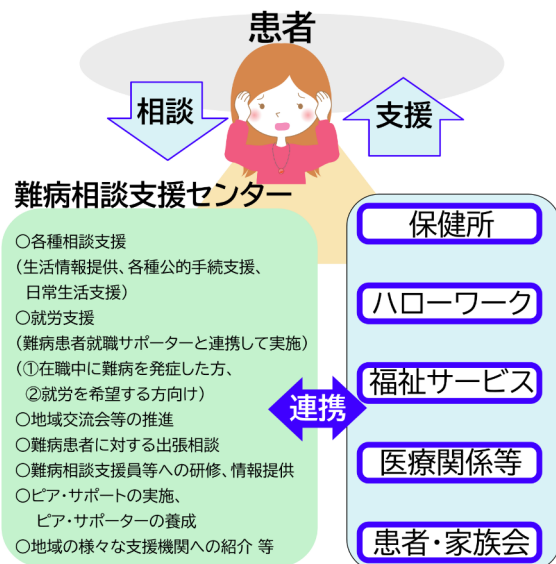 患者
相談
支援
難病相談支援センター
○各種相談支援
(生活情報提供、各種公的手続支援、
日常生活支援)
○就労支援
(難病患者就職サポーターと連携して実施)
(①在職中に難病を発症した方、
②就労を希望する方向け)
○地域交流会等の推進
○難病患者に対する出張相談
○難病相談支援員等への研修、情報提供
○ピア・サポートの実施、
ピア・サポーターの養成
○地域の様々な支援機関への紹介 等
連携
保健所
ハローワーク
福祉サービス
医療関係等
患者・家族会